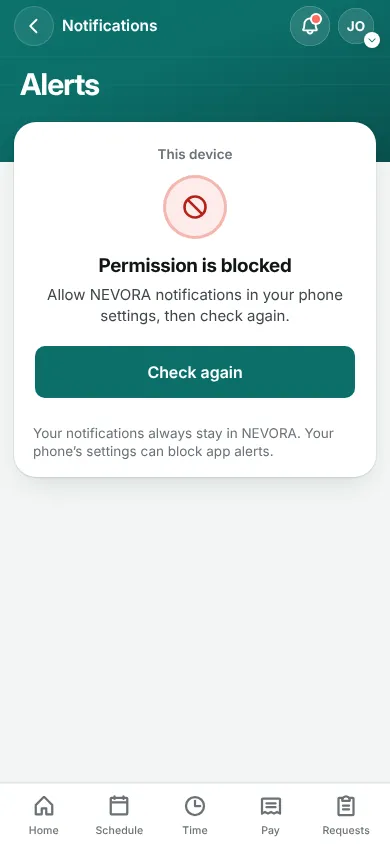 Notifications
JO
Alerts
This device
Permission is blocked
Allow NEVORA notifications in your phone
settings, then check again.
Check again
Your notifications always stay in NEVORA. Your
phone's settings can block app alerts.
Home
Schedule
Time
Pay
Requests